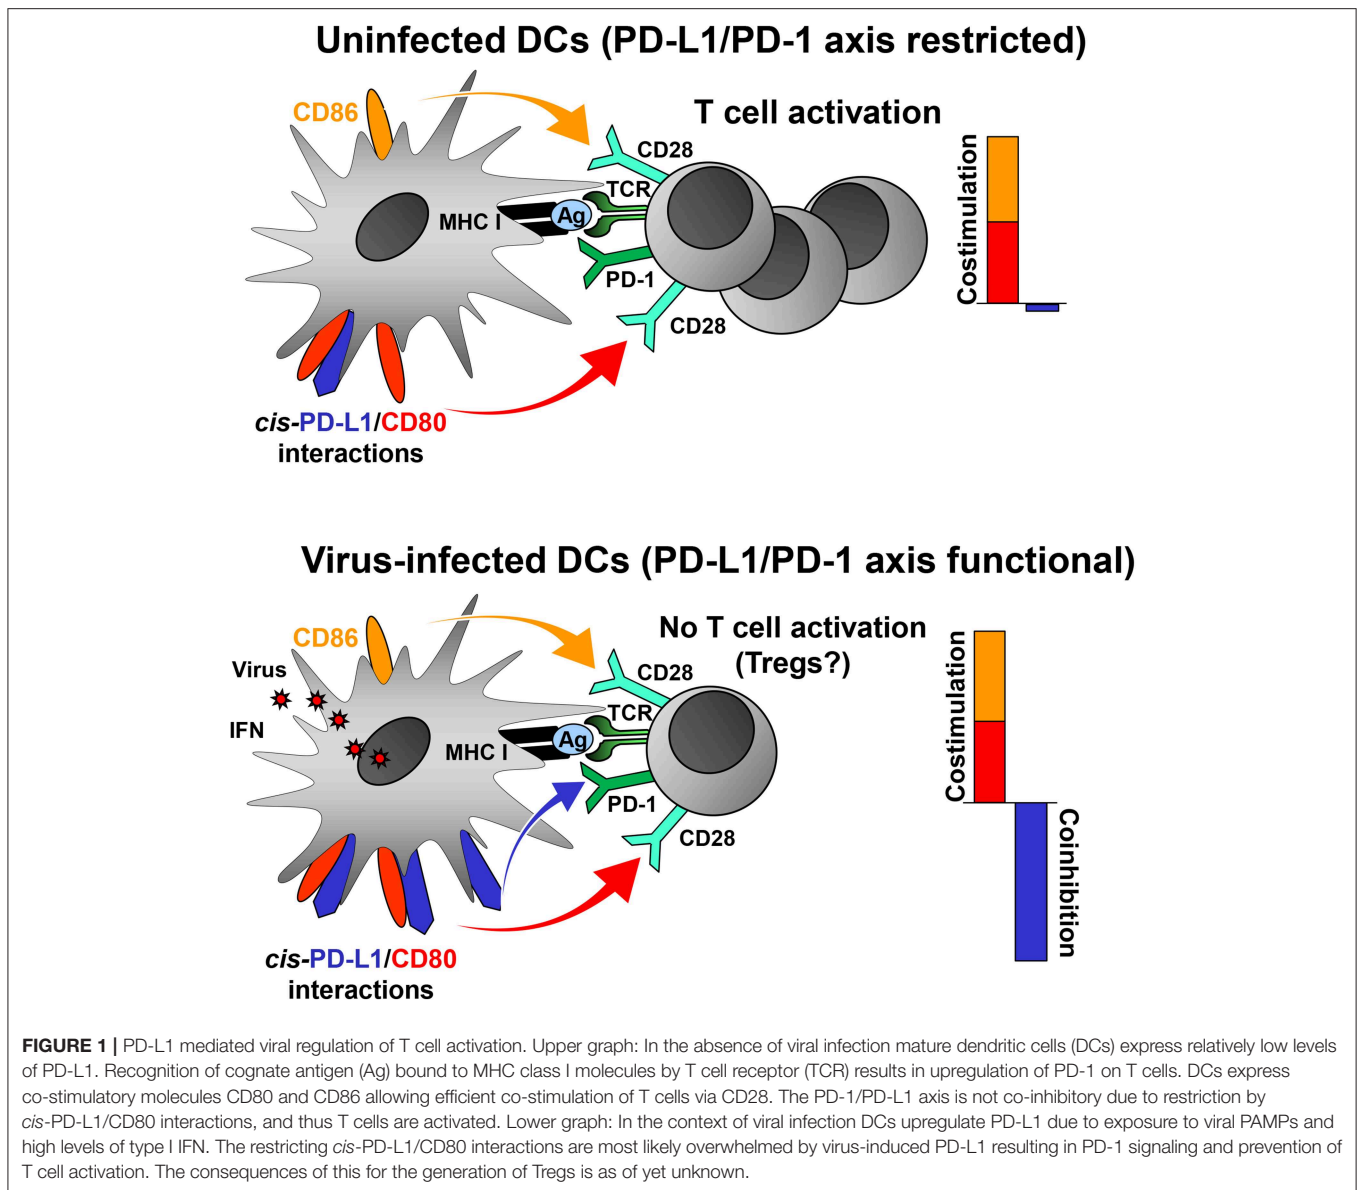 Uninfected DCs (PD-L1/PD-1 axis restricted)
CD86
T cell activation
CD28
TCR
MHC I
Ag
PD-1
CD28
Costimulation
cis-PD-L1/CD80
interactions
Virus-infected DCs (PD-L1/PD-1 axis functional)
CD86
No T cell activation
(Tregs?)
Virus
IFN
CD28
TCR
MHC I
Ag
PD-1
CD28
Costimulation
Coinhibition
cis-PD-L1/CD80
interactions
FIGURE 1 | PD-L1 mediated viral regulation of T cell activation. Upper graph: In the absence of viral infection mature dendritic cells (DCs) express relatively low levels
of PD-L1. Recognition of cognate antigen (Ag) bound to MHC class I molecules by T cell receptor (TCR) results in upregulation of PD-1 on T cells. DCs express
co-stimulatory molecules CD80 and CD86 allowing efficient co-stimulation of T cells via CD28. The PD-1/PD-L1 axis is not co-inhibitory due to restriction by
cis-PD-L1/CD80 interactions, and thus T cells are activated. Lower graph: In the context of viral infection DCs upregulate PD-L1 due to exposure to viral PAMPs and
high levels of type I IFN. The restricting cis-PD-L1/CD80 interactions are most likely overwhelmed by virus-induced PD-L1 resulting in PD-1 signaling and prevention of
T cell activation. The consequences of this for the generation of Tregs is as of yet unknown.